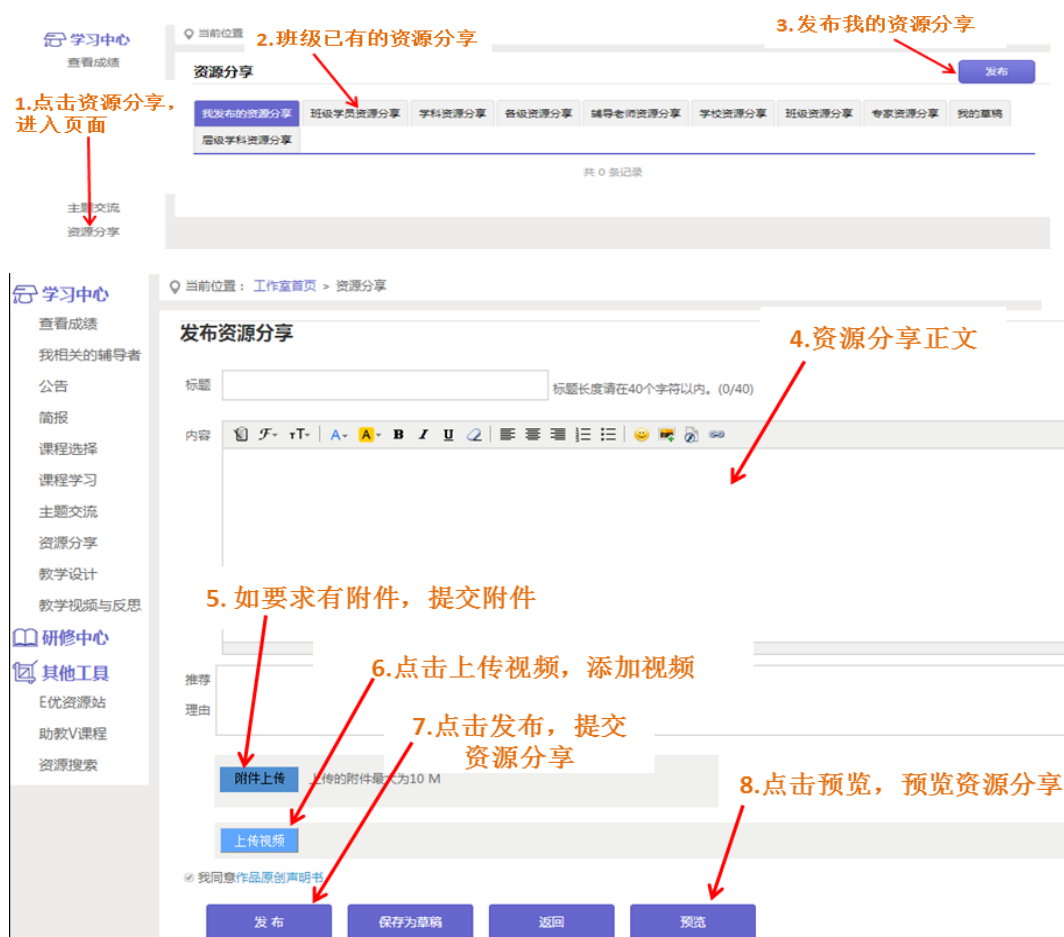 学习中心
当前位置
2.班级已有的资源分享
3.发布我的资源分享
查看成绩
资源分享
发布
1.点击资源分享，
进入页面
我发布的资源分享 班级学员资源分享 学科资源分享 各级资源分享 辅导老师资源分享 学校资源分享 班级资源分享 专家资源分享 我的草稿
层级学科资源分享
共 0 条记录
主题交流
资源分享
学习中心
当前位置： 工作室首页 > 资源分享
查看成绩
发布资源分享
4.资源分享正文
我相关的辅导者
公告
标题
标题长度请在40个字符以内。(0/40)
简报
内容
课程选择
课程学习
主题交流
资源分享
教学设计
教学视频与反思
5. 如要求有附件，提交附件
研修中心
其他工具
6.点击上传视频，添加视频
推荐
理由
E优资源站
助教V课程
资源搜索
7.点击发布，提交
资源分享
附件上传
上传的附件最大为10 M
8.点击预览，预览资源分享
上传视频
我同意作品原创声明书
发 布 保存为草稿 返回 预览